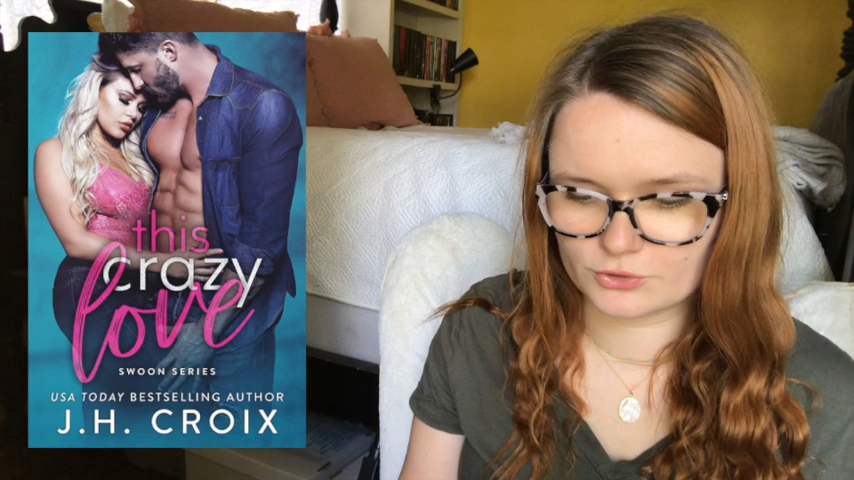 this
crazy
love
SWOON SERIES
USA TODAY BESTSELLING AUTHOR
J.H. CROIX